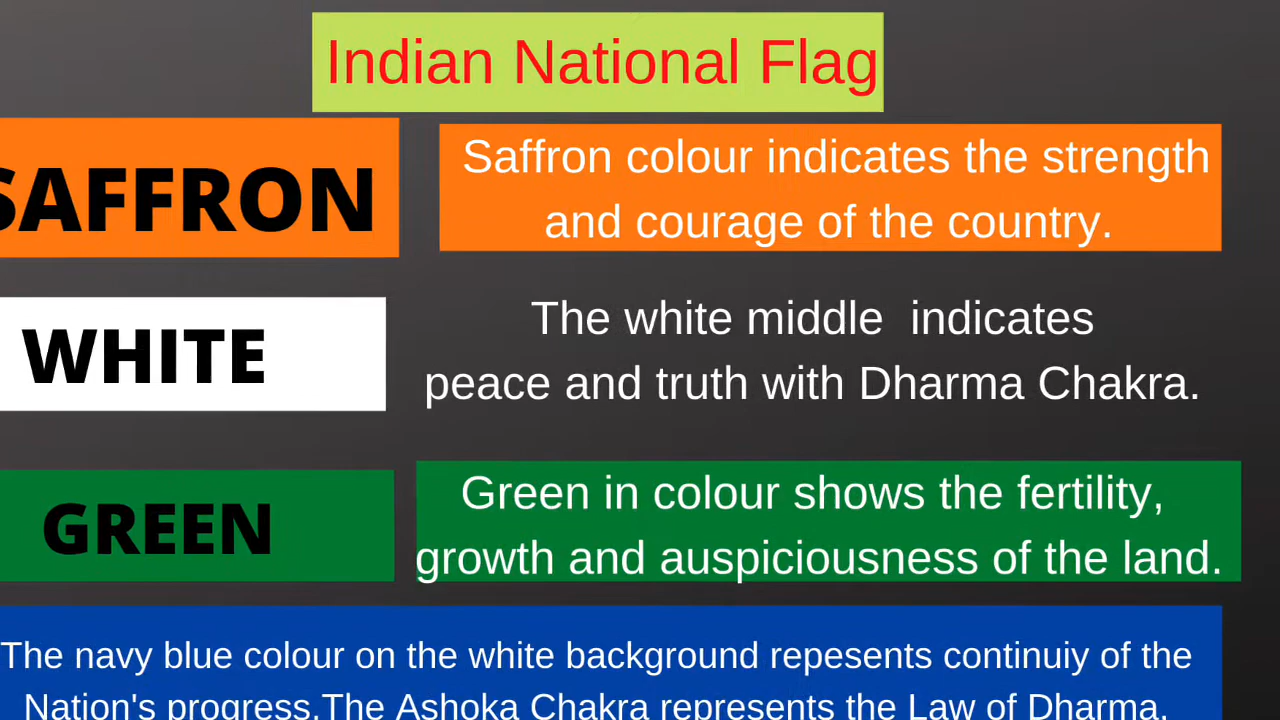 Indian National Flag
SAFFRON
Saffron colour indicates the strength
and courage of the country.
WHITE
The white middle  indicates
peace and truth with Dharma Chakra.
GREEN
Green in colour shows the fertility,
growth and auspiciousness of the land.
The navy blue colour on the white background repesents continuiy of the
Nation's progress.The Ashoka Chakra represents the Law of Dharma.